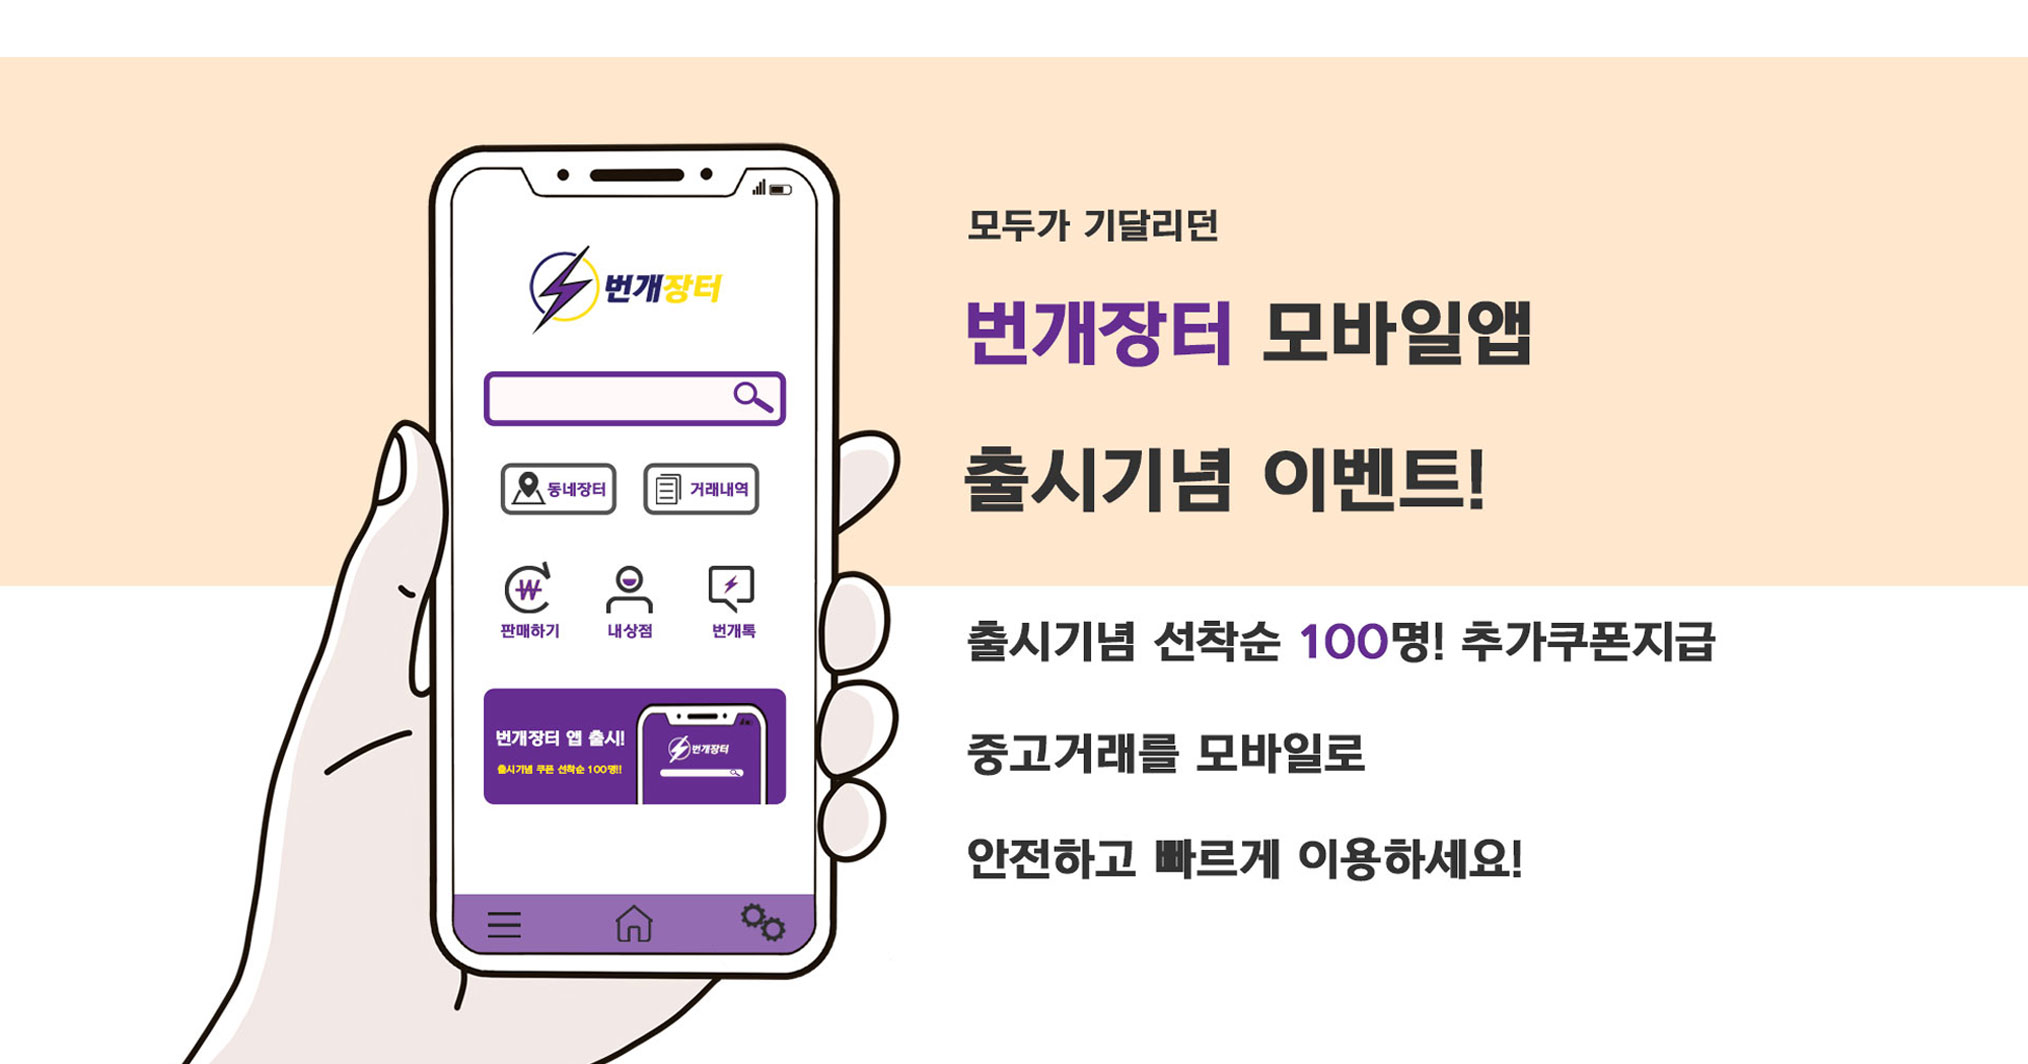 번개장터
동네장터 거래내역
판매하기 내상점 번개톡
번개장터 앱 출시!
출시기념 쿠폰 선착순 100명!!
번개장터
모두가 기달리던
번개장터 모바일앱
출시기념 이벤트!
출시기념 선착순 100명! 추가쿠폰지급
중고거래를 모바일로
안전하고 빠르게 이용하세요!